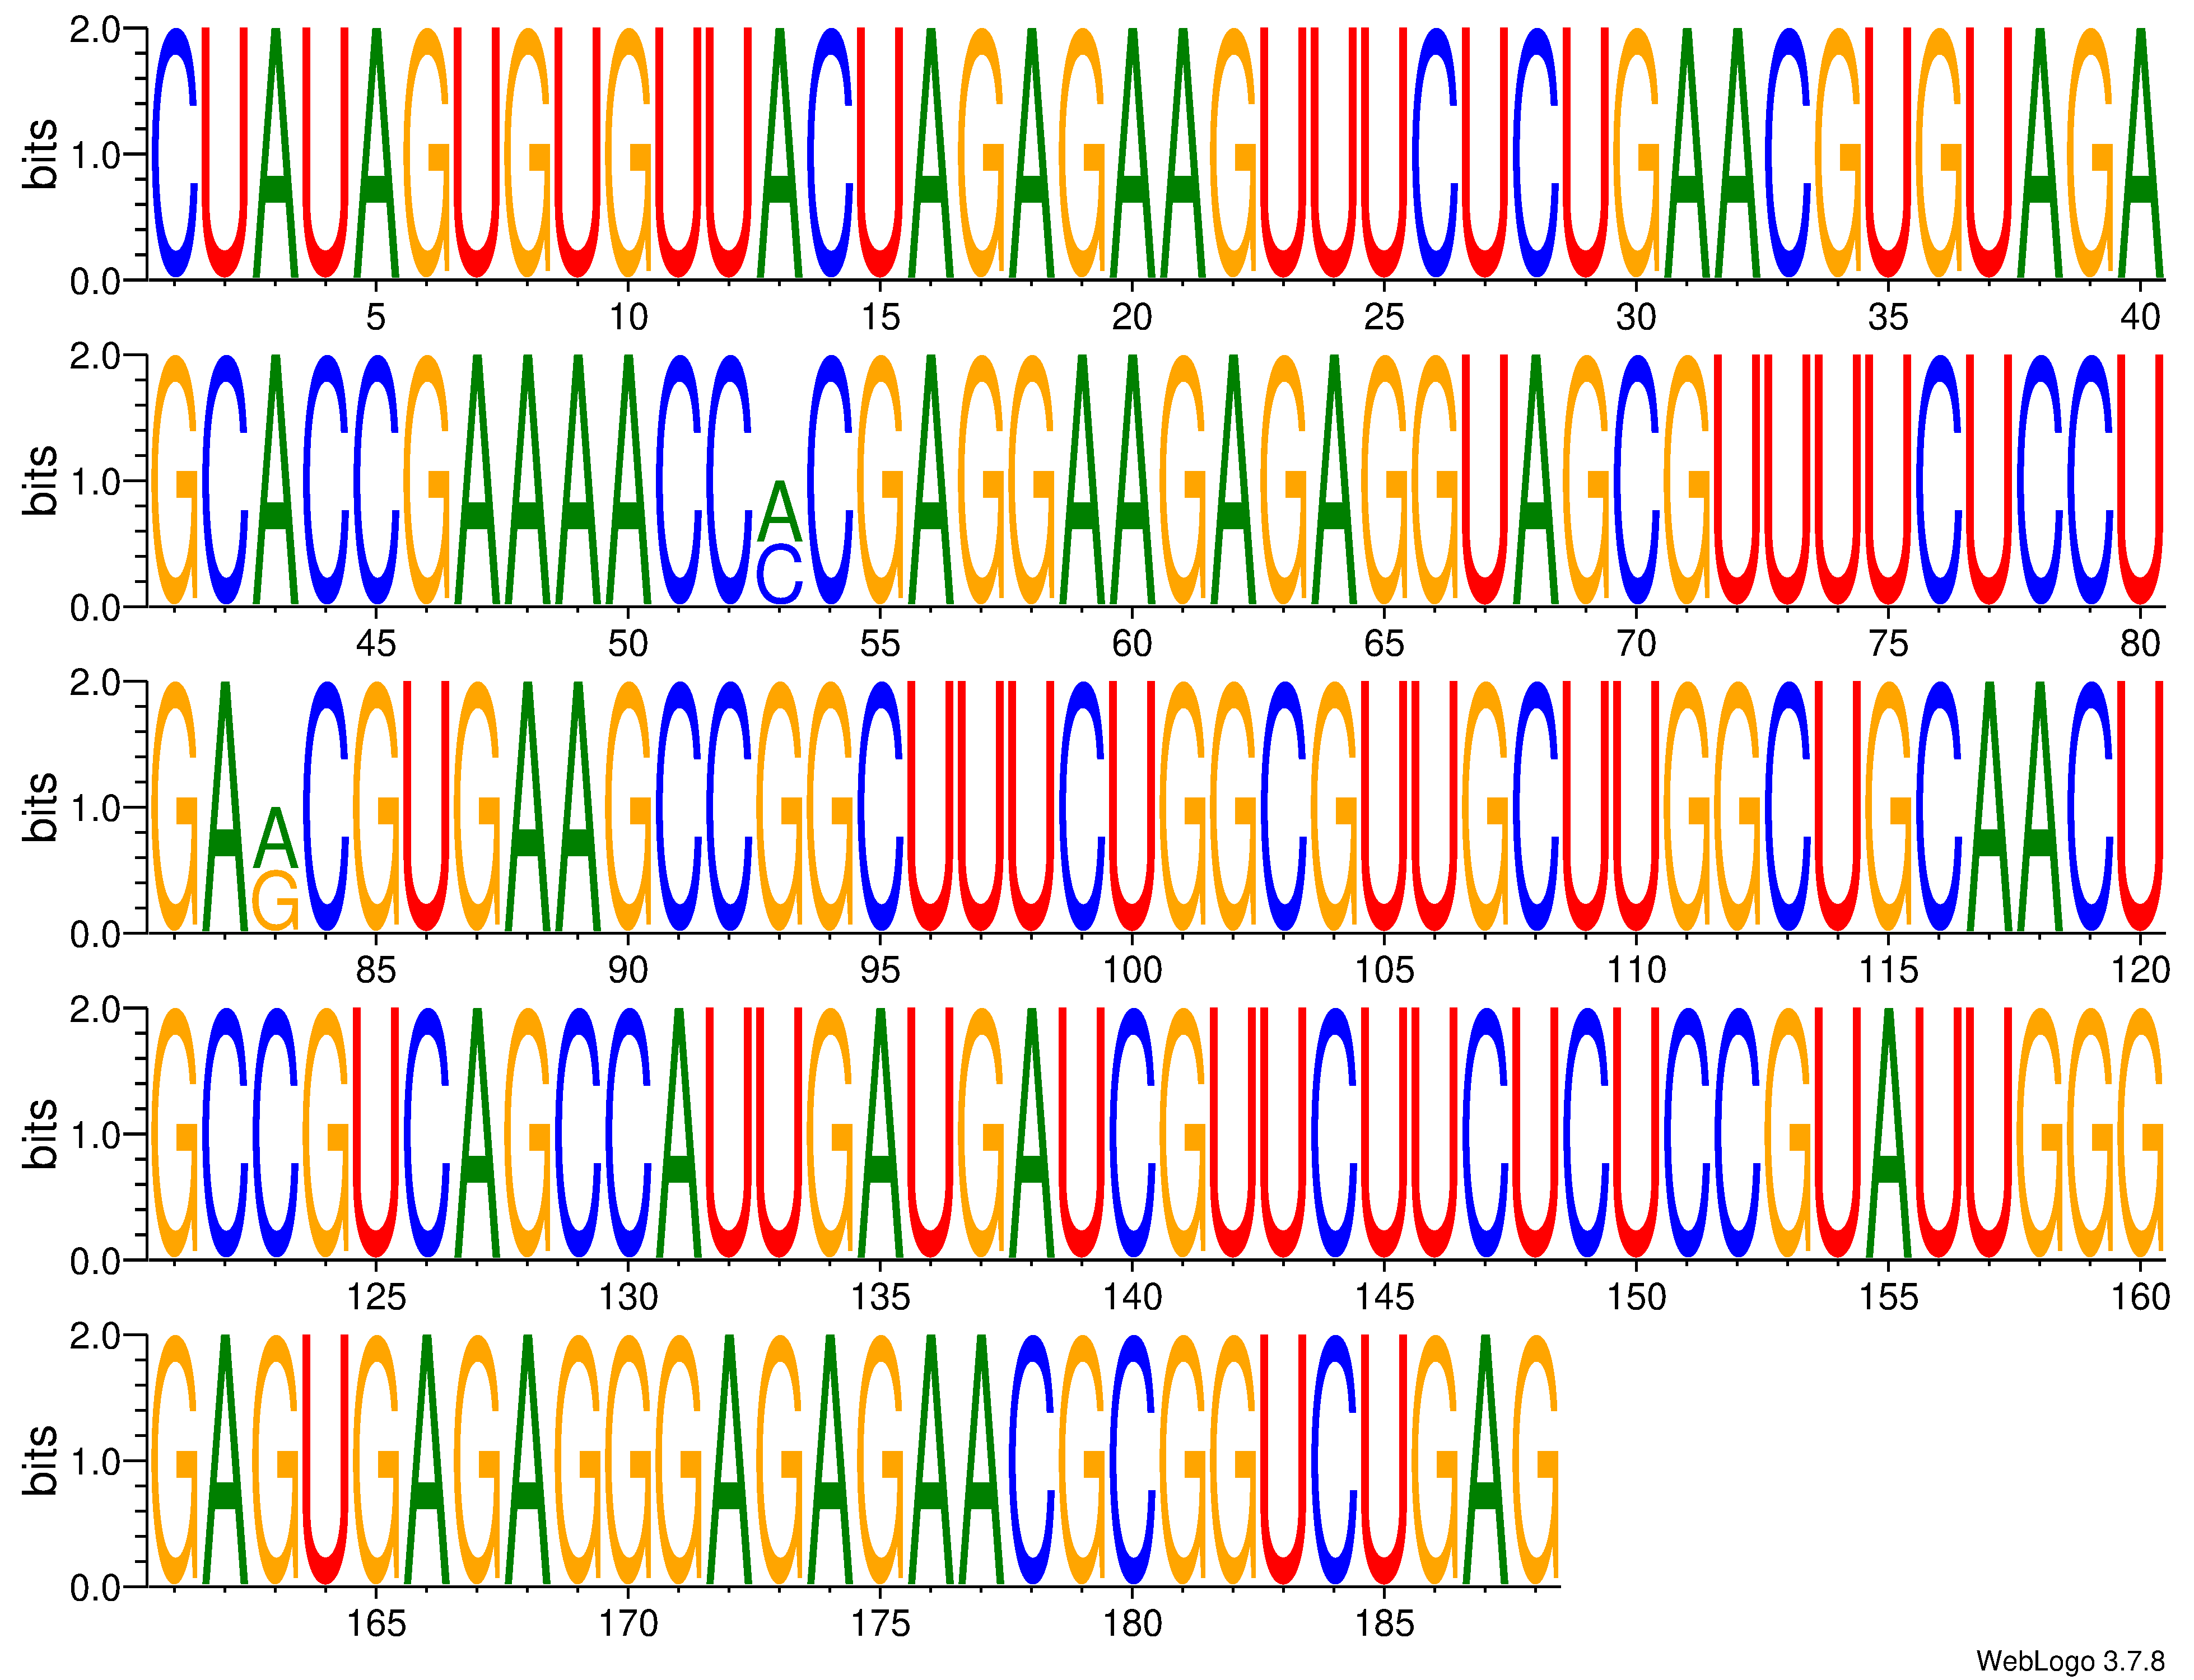 2.0
bits 1.0 CUAUAGUGUGUUACUAGAGAAGUUUCUCUGAACGUGUAGA
0.0
5 10 15 20 25 30 35 40
2.0
bits 1.0 GCACCGAAAACCACCGAGGAAGAGAGGUAGCGUUUUCUCCU
0.0
45 50 55 60 65 70 75 80
2.0
bits 1.0 GAAGCGUGAAGCCGGCUUUCUGGCGUUGCUUGGCUGCAACU
0.0
85 90 95 100 105 110 115 120
2.0
bits 1.0 GCCGUCAGCCAUUGAUGAUCGUUCUUCUCUCCGUAUUGGG
0.0
125 130 135 140 145 150 155 160
2.0
bits 1.0 GAGUGAGAGGGAGAGAACGCGGUCUGAG
0.0
165 170 175 180 185
WebLogo 3.7.8